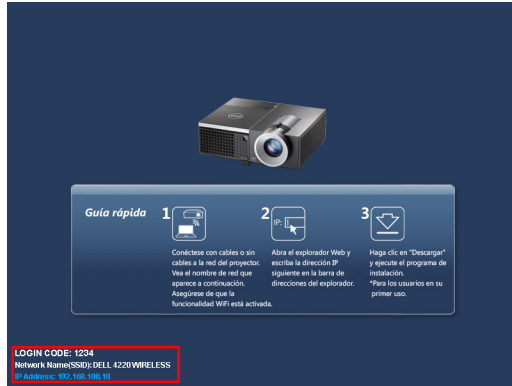 Guía rápida
1
2
IP:
3
Conéctese con cables o sin
cables a la red del proyector.
Vea el nombre de red que
aparece a continuación.
Asegúrese de que la
funcionalidad WiFi está activada.
Abra el explorador Web y
escriba la dirección IP
siguiente en la barra de
direcciones del explorador.
Haga clic en "Descargar"
y ejecute el programa de
instalación.
*Para los usuarios en su
primer uso.
LOGIN CODE: 1234
Network Name(SSID): DELL 4220 WIRELESS
IP Address: 192.168.100.10